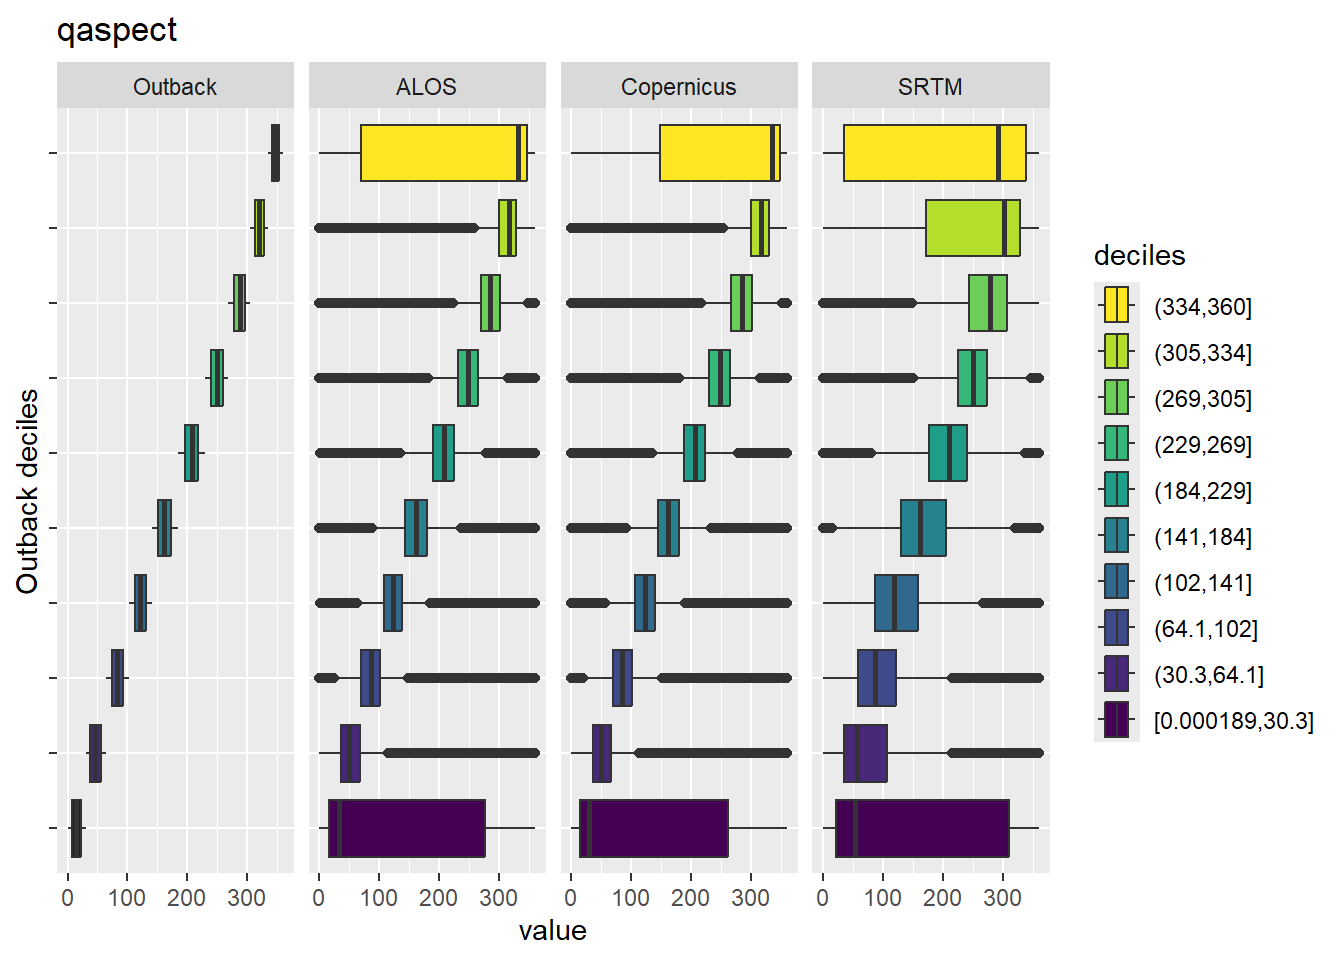 qaspect
Outback ALOS Copernicus SRTM
Outback deciles
0 100 200 300 0 100 200 300 0 100 200 300 0 100 200 300
value
deciles
(334,360]
(305,334]
(269,305]
(229,269]
(184,229]
(141,184]
(102,141]
(64.1,102]
(30.3,64.1]
[0.000189,30.3]